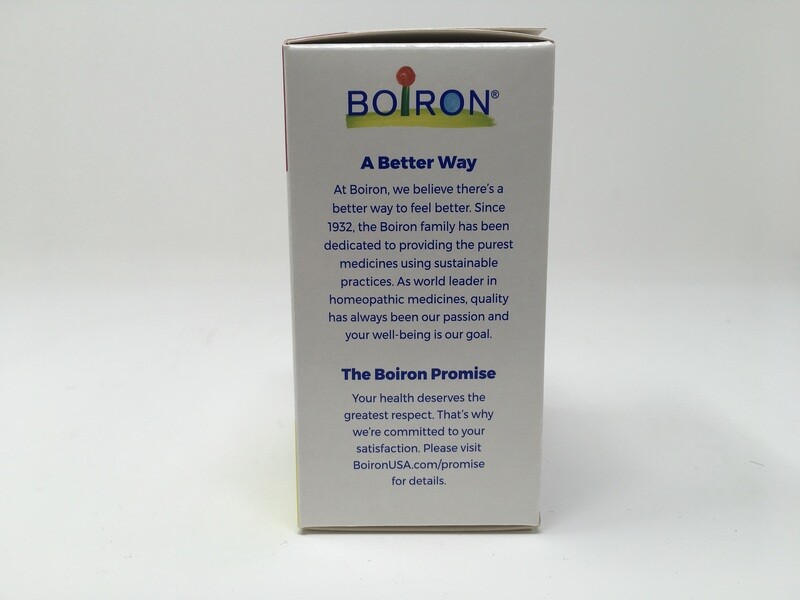 BOIRON®
A Better Way
At Boiron, we believe there's a
better way to feel better. Since
1932, the Boiron family has been
dedicated to providing the purest
medicines using sustainable
practices. As world leader in
homeopathic medicines, quality
has always been our passion and
your well-being is our goal.
The Boiron Promise
Your health deserves the
greatest respect. That's why
we're committed to your
satisfaction. Please visit
BoironUSA.com/promise
for details.